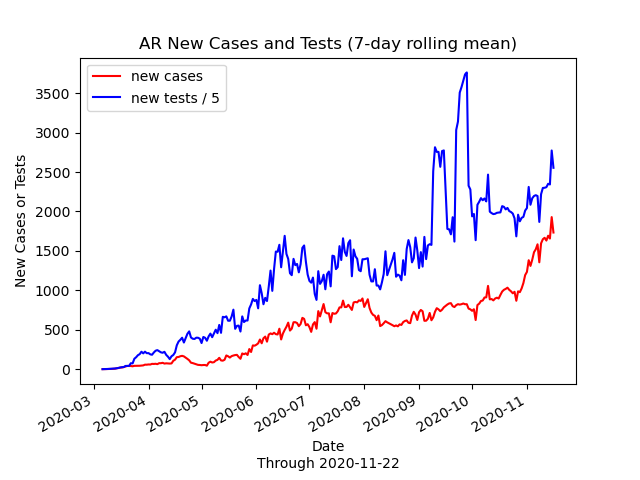 AR New Cases and Tests (7-day rolling mean)
new cases
new tests / 5
New Cases or Tests
3500
3000
2500
2000
1500
1000
500
0
2020-03
2020-04
2020-05
2020-06
2020-07
2020-08
2020-09
2020-10
2020-11
Date
Through 2020-11-22